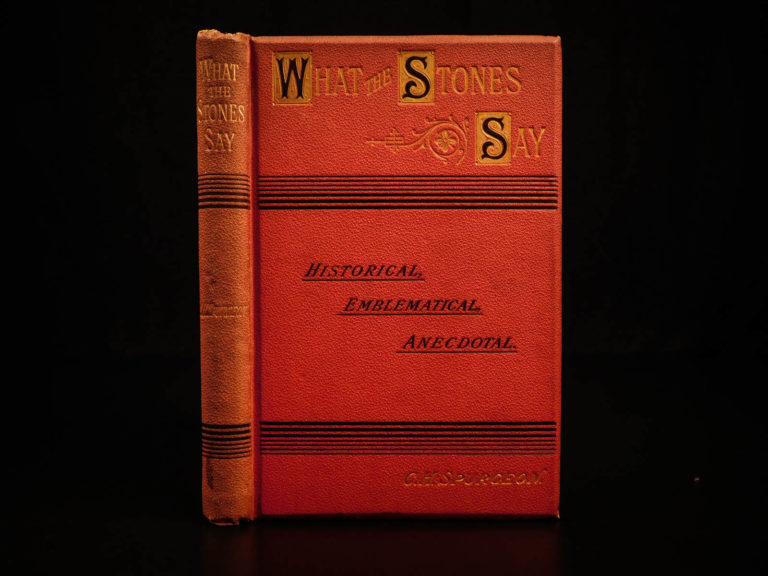 WHAT
THE
STONES
SAY
WHAT THE STONES
SAY
HISTORICAL,
EMBLEMATICAL,
ANECDOTAL.
C. H. SPURGEON.